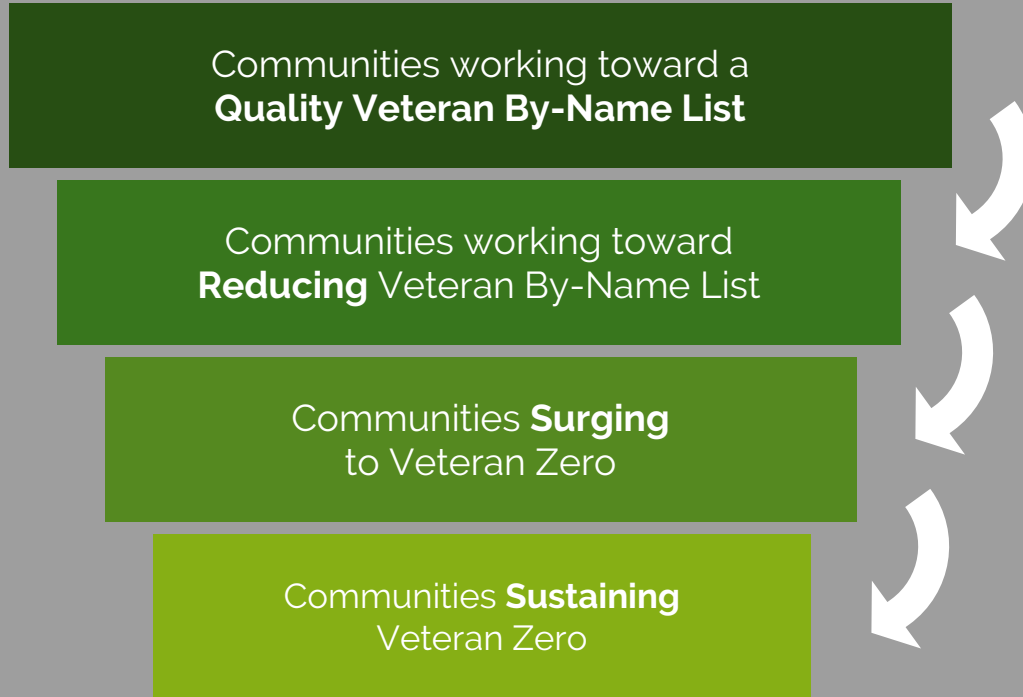 Communities working toward a
Quality Veteran By-Name List
Communities working toward
Reducing Veteran By-Name List
Communities Surging
to Veteran Zero
Communities Sustaining
Veteran Zero